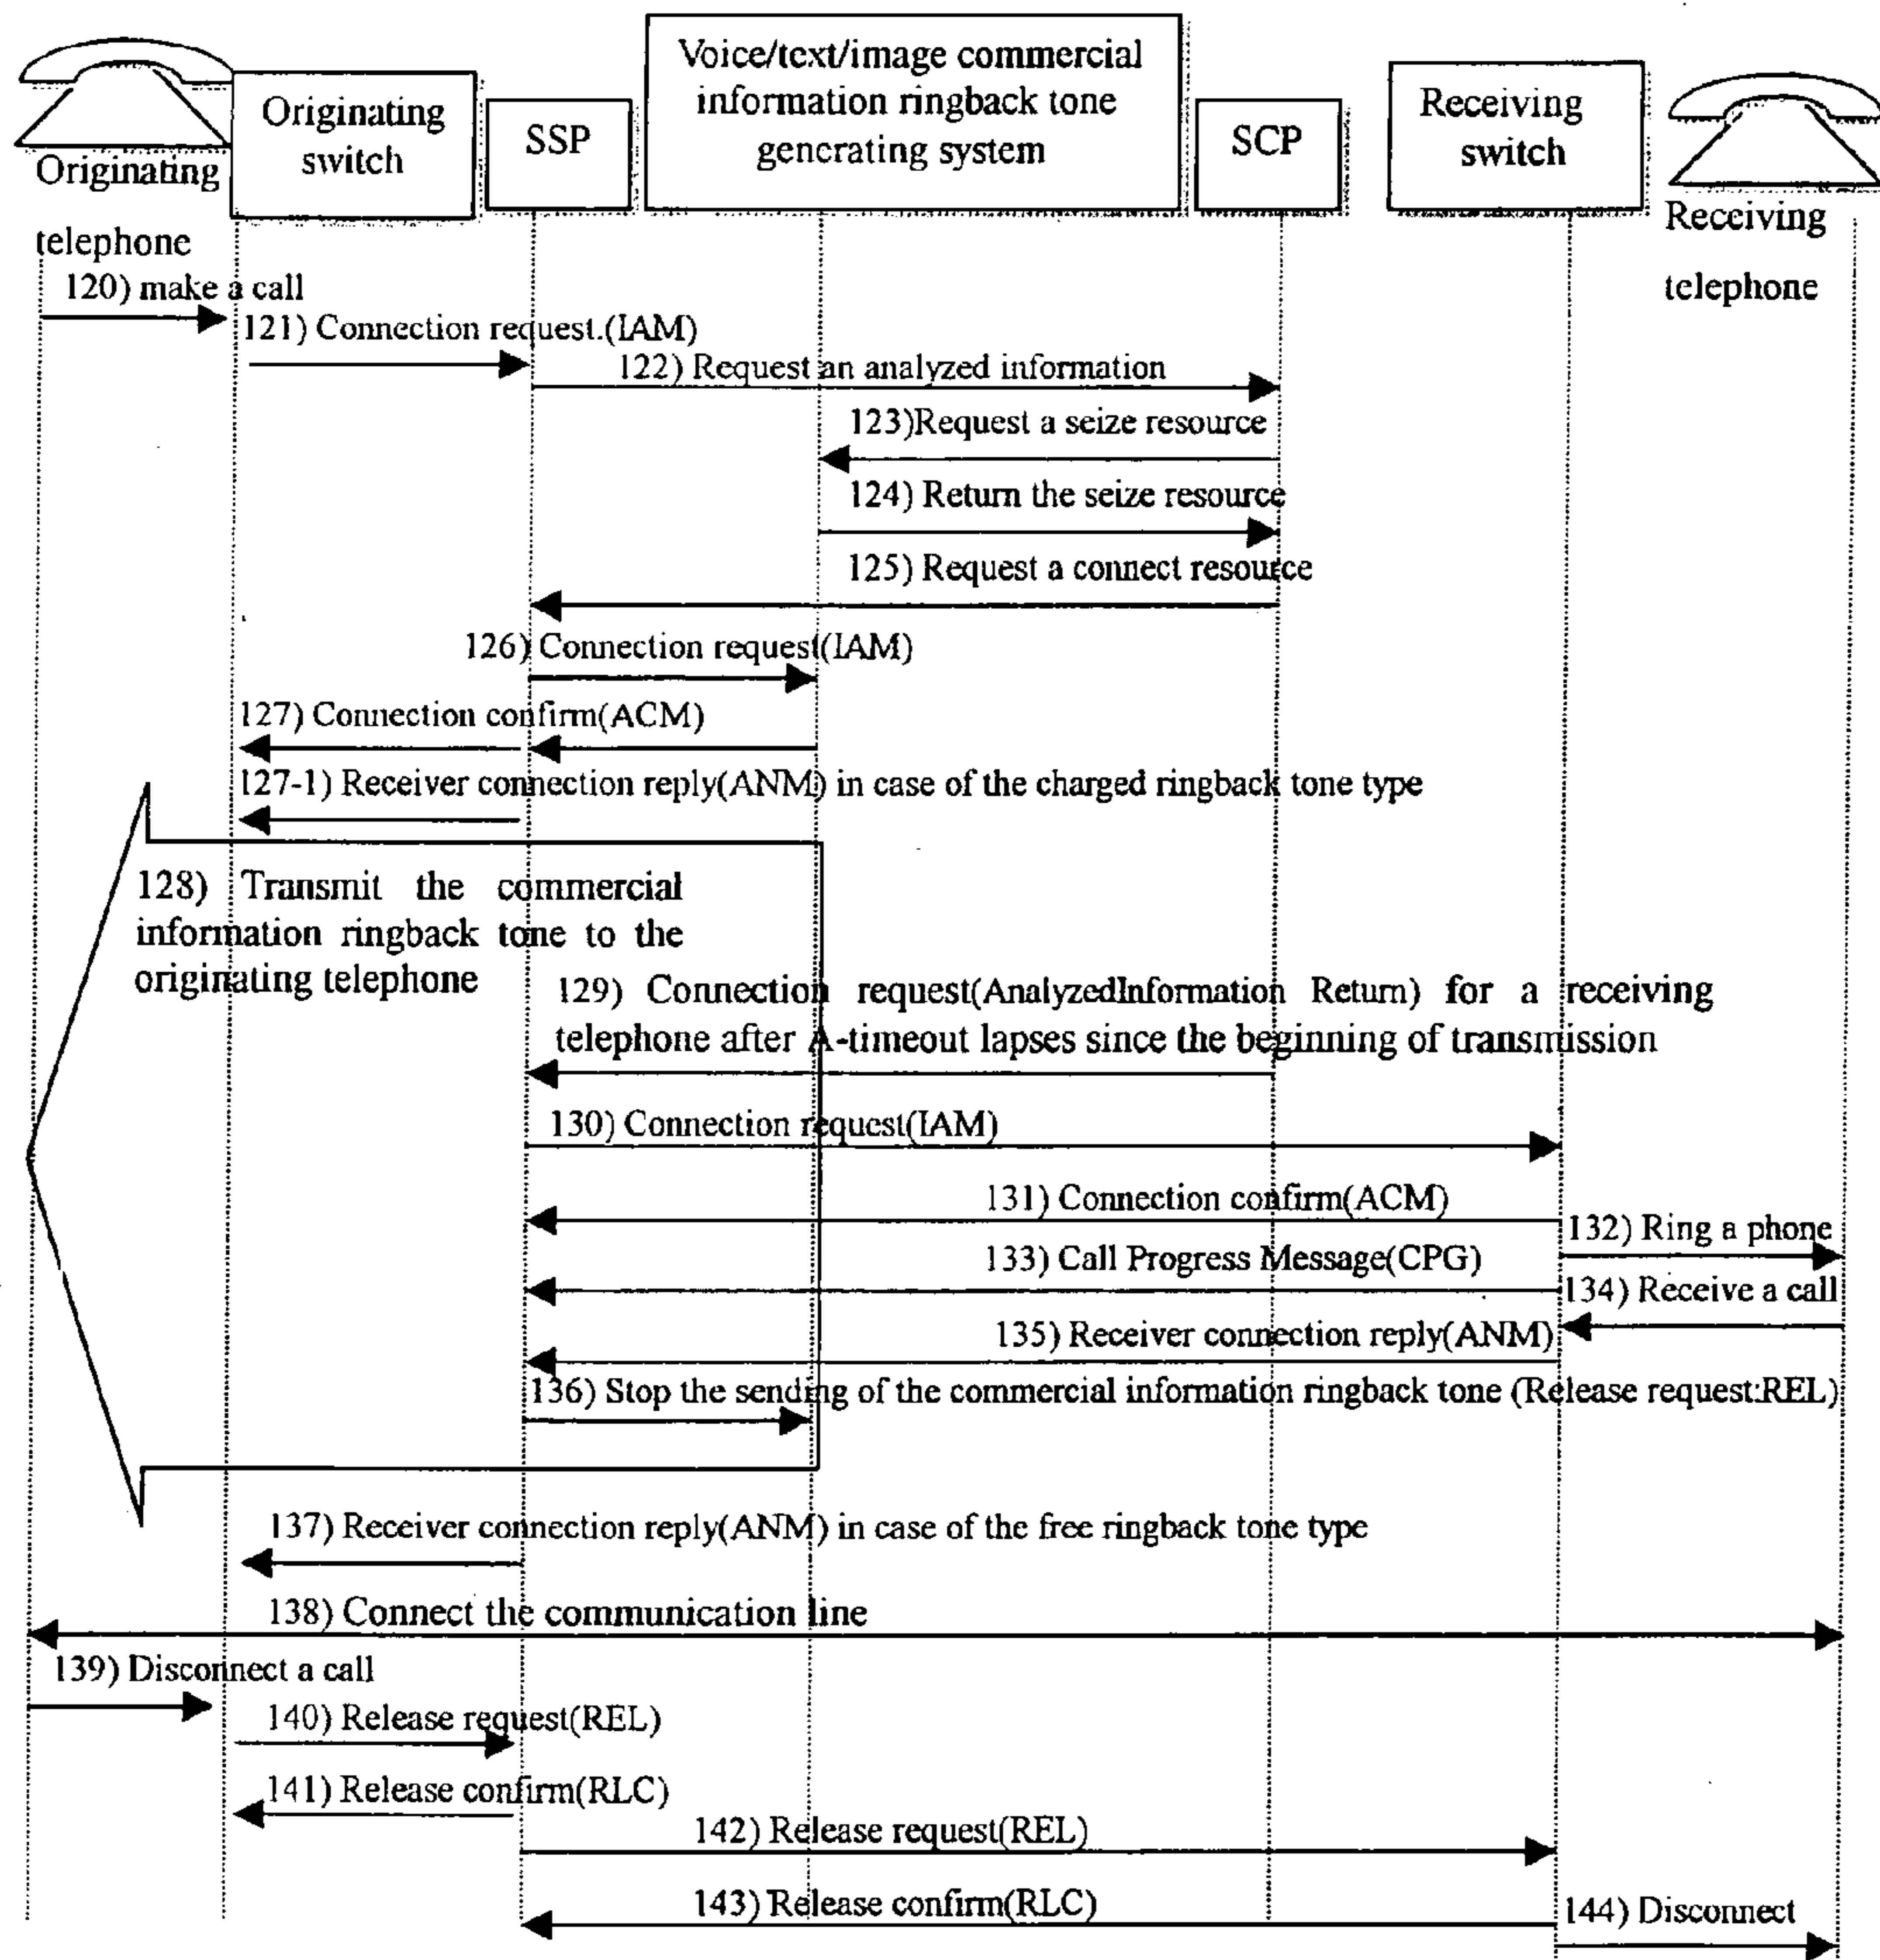 Originating
telephone
Originating
switch
SSP
Voice/text/image commercial
information ringback tone
generating system
SCP
Receiving
switch
Receiving
telephone
120) make a call
121) Connection request.(IAM)
122) Request an analyzed information
123)Request a seize resource
124) Return the seize resource
125) Request a connect resource
126) Connection request(IAM)
127) Connection confirm(ACM)
127-1) Receiver connection reply(ANM) in case of the charged ringback tone type
128) Transmit the commercial
information ringback tone to the
originating telephone
129) Connection request(AnalyzedInformation Return) for a receiving
telephone after A-timeout lapses since the beginning of transmission
130) Connection request(IAM)
131) Connection confirm(ACM)
132) Ring a phone
133) Call Progress Message(CPG)
134) Receive a call
135) Receiver connection reply(ANM)
136) Stop the sending of the commercial information ringback tone (Release request:REL)
137) Receiver connection reply(ANM) in case of the free ringback tone type
138) Connect the communication line
139) Disconnect a call
140) Release request(REL)
141) Release confirm(RLC)
142) Release request(REL)
143) Release confirm(RLC)
144) Disconnect